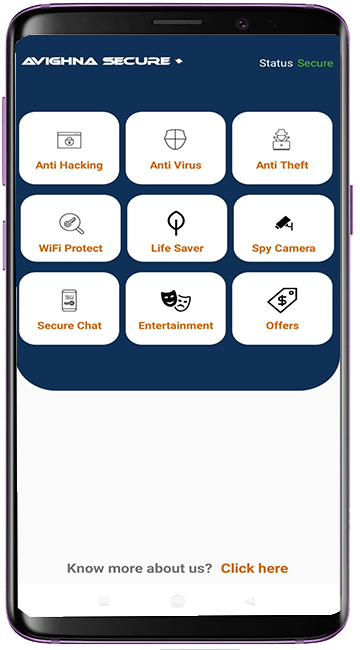 AVIGHNA SECURE
Status Secure
Anti Hacking
Anti Virus
Anti Theft
WiFi Protect
Life Saver
Spy Camera
Secure Chat
Entertainment
Offers
Know more about us? Click here